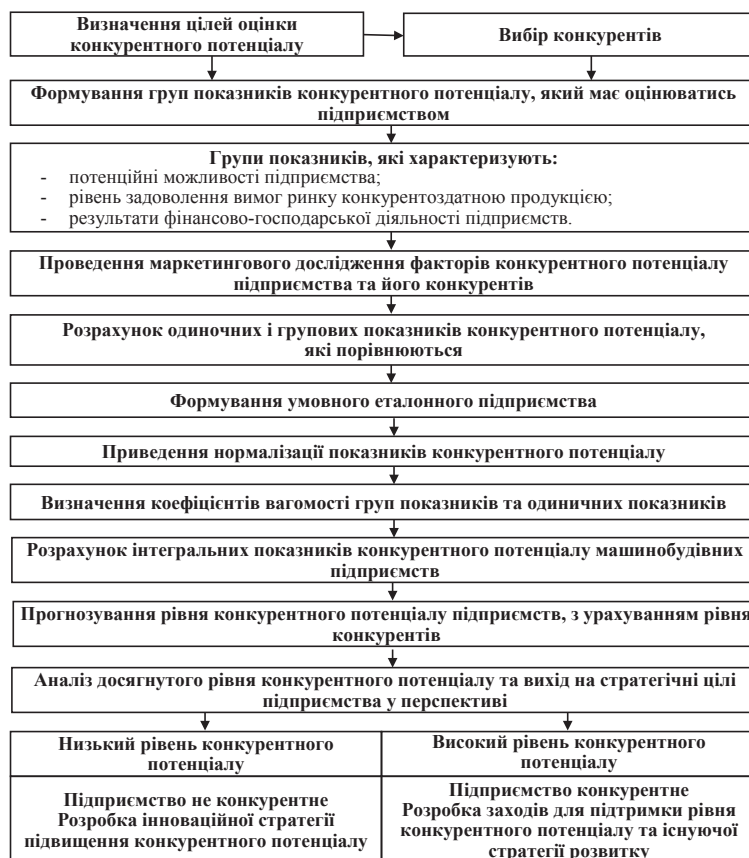 Визначення цілей оцінки
конкурентного потенціалу
Вибір конкурентів
Формування груп показників конкурентного потенціалу, який має оцінюватись
підприємством
Групи показників, які характеризують:
- потенційні можливості підприємства;
- рівень задоволення вимог ринку конкурентоздатною продукцією;
- результати фінансово-господарської діяльності підприємств.
Проведення маркетингового дослідження факторів конкурентного потенціалу
підприємства та його конкурентів
Розрахунок одиночних і групових показників конкурентного потенціалу,
які порівнюються
Формування умовного еталонного підприємства
Приведення нормалізації показників конкурентного потенціалу
Визначення коефіцієнтів вагомості груп показників та одиничних показників
Розрахунок інтегральних показників конкурентного потенціалу машинобудівних
підприємств
Прогнозування рівня конкурентного потенціалу підприємств, з урахуванням рівня
конкурентів
Аналіз досягнутого рівня конкурентного потенціалу та вихід на стратегічні цілі
підприємства у перспективі
Низький рівень конкурентного
потенціалу
Високий рівень конкурентного
потенціалу
Підприємство не конкурентне
Розробка інноваційної стратегії
підвищення конкурентного потенціалу
Підприємство конкурентне
Розробка заходів для підтримки рівня
конкурентного потенціалу та існуючої
стратегії розвитку